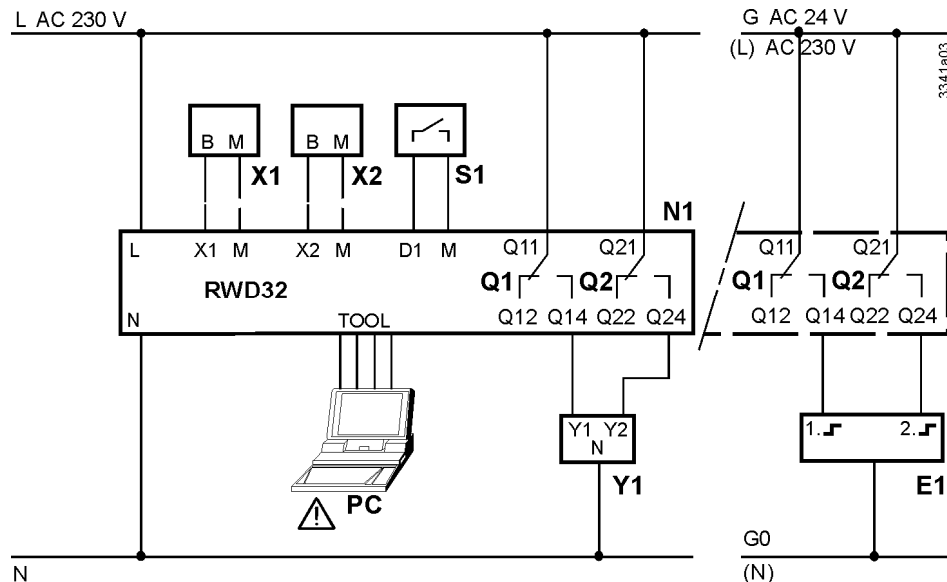 L AC 230 V
G AC 24 V
(L) AC 230 V
3341a03
B M
X1
B M
X2
S1
N1
L X1 M X2 M D1 M Q11 Q21
Q1 Q2
RWD32
N TOOL Q12 Q14 Q22 Q24
Q11 Q21
Q1 Q2
Q12 Q14 Q22 Q24
Y1 Y2
N
Y1
1. 2.
E1
PC
N
G0
(N)